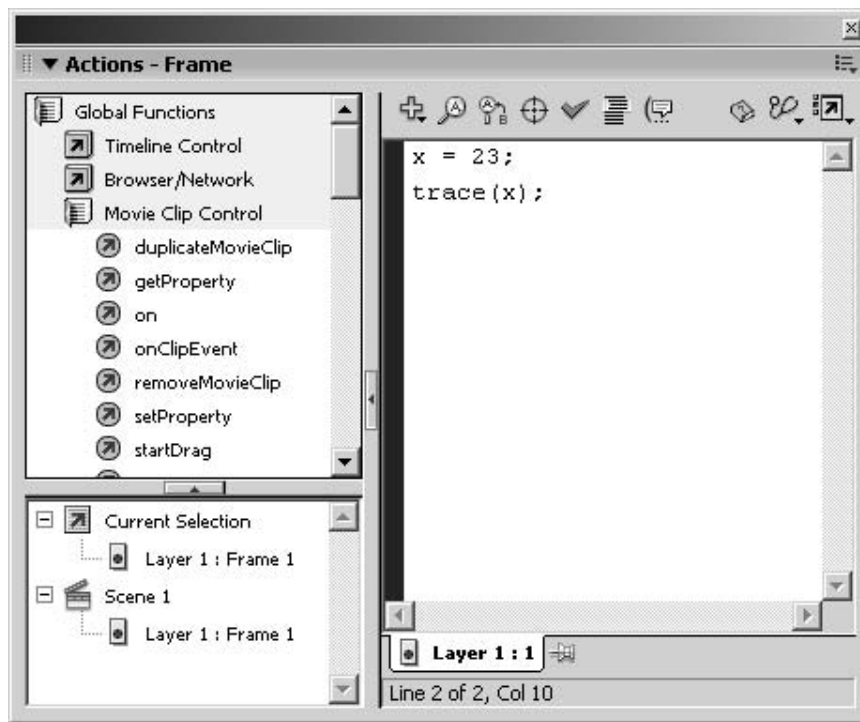 Actions - Frame
Global Functions
Timeline Control
Browser/Network
Movie Clip Control
duplicateMovieClip
getProperty
on
onClipEvent
removeMovieClip
setProperty
startDrag
Current Selection
Layer 1 : Frame 1
Scene 1
Layer 1 : Frame 1
x = 23;
trace(x);
Layer 1 : 1
Line 2 of 2, Col 10